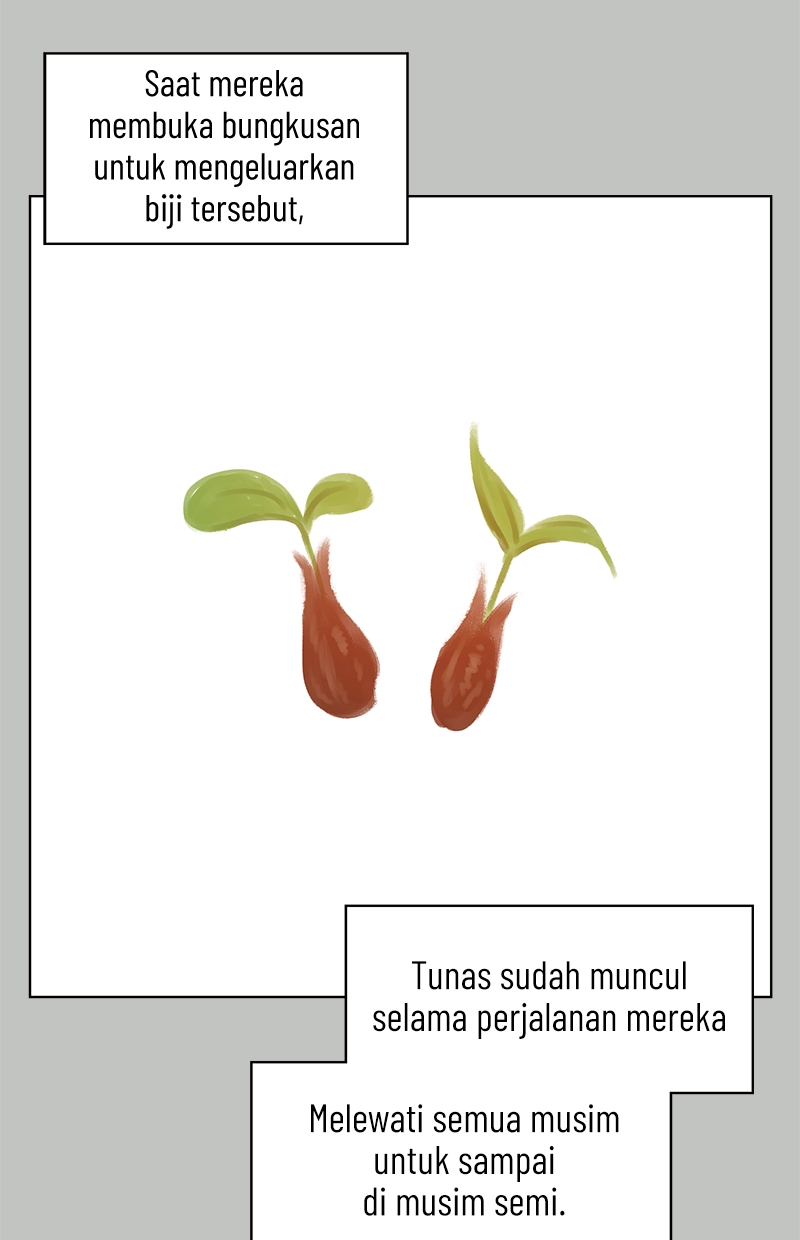 Saat mereka
membuka bungkusan
untuk mengeluarkan
biji tersebut,
Tunas sudah muncul
selama perjalanan mereka
Melewati semua musim
untuk sampai
di musim semi.